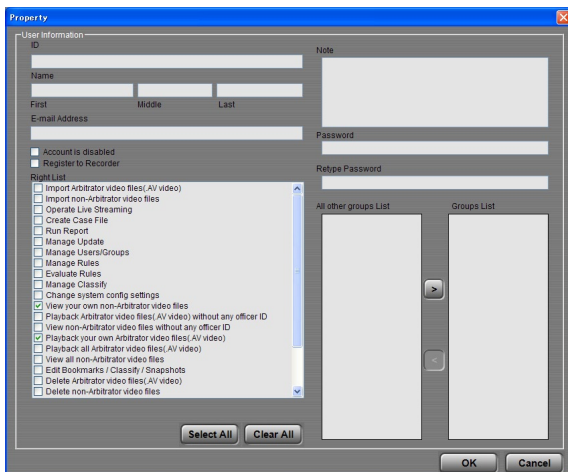 Property
User Information
ID
Name
First Middle Last
E-mail Address
Account is disabled
Register to Recorder
Right List
Import Arbitrator video files(.AV video)
Import non-Arbitrator video files
Operate Live Streaming
Create Case File
Run Report
Manage Update
Manage Users/Groups
Manage Rules
Evaluate Rules
Manage Classify
Change system config settings
View your own non-Arbitrator video files
Playback Arbitrator video files(.AV video) without any officer ID
View non-Arbitrator video files without any officer ID
Playback your own Arbitrator video files(.AV video)
Playback all Arbitrator video files(.AV video)
View all non-Arbitrator video files
Edit Bookmarks / Classify / Snapshots
Delete Arbitrator video files(.AV video)
Delete non-Arbitrator video files
Select All Clear All
Note
Password
Retype Password
All other groups List Groups List
>
<
OK Cancel